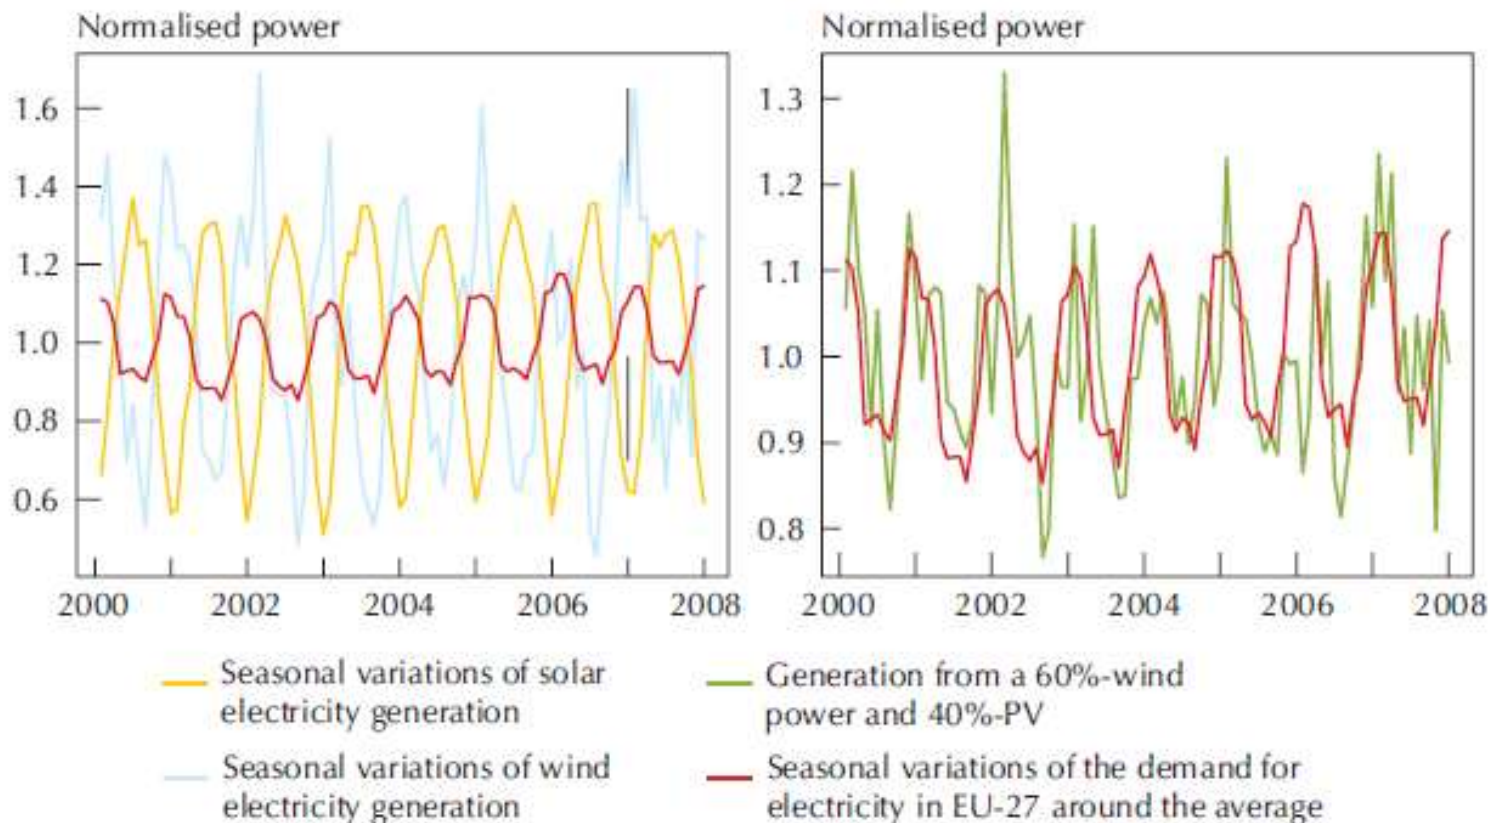 Normalised power
1.6
1.4
1.2
1.0
0.8
0.6
2000 2002 2004 2006 2008
Normalised power
1.3
1.2
1.1
1.0
0.9
0.8
2000 2002 2004 2006 2008
Seasonal variations of solar
electricity generation
Seasonal variations of wind
electricity generation
Generation from a 60%-wind
power and 40%-PV
Seasonal variations of the demand for
electricity in EU-27 around the average